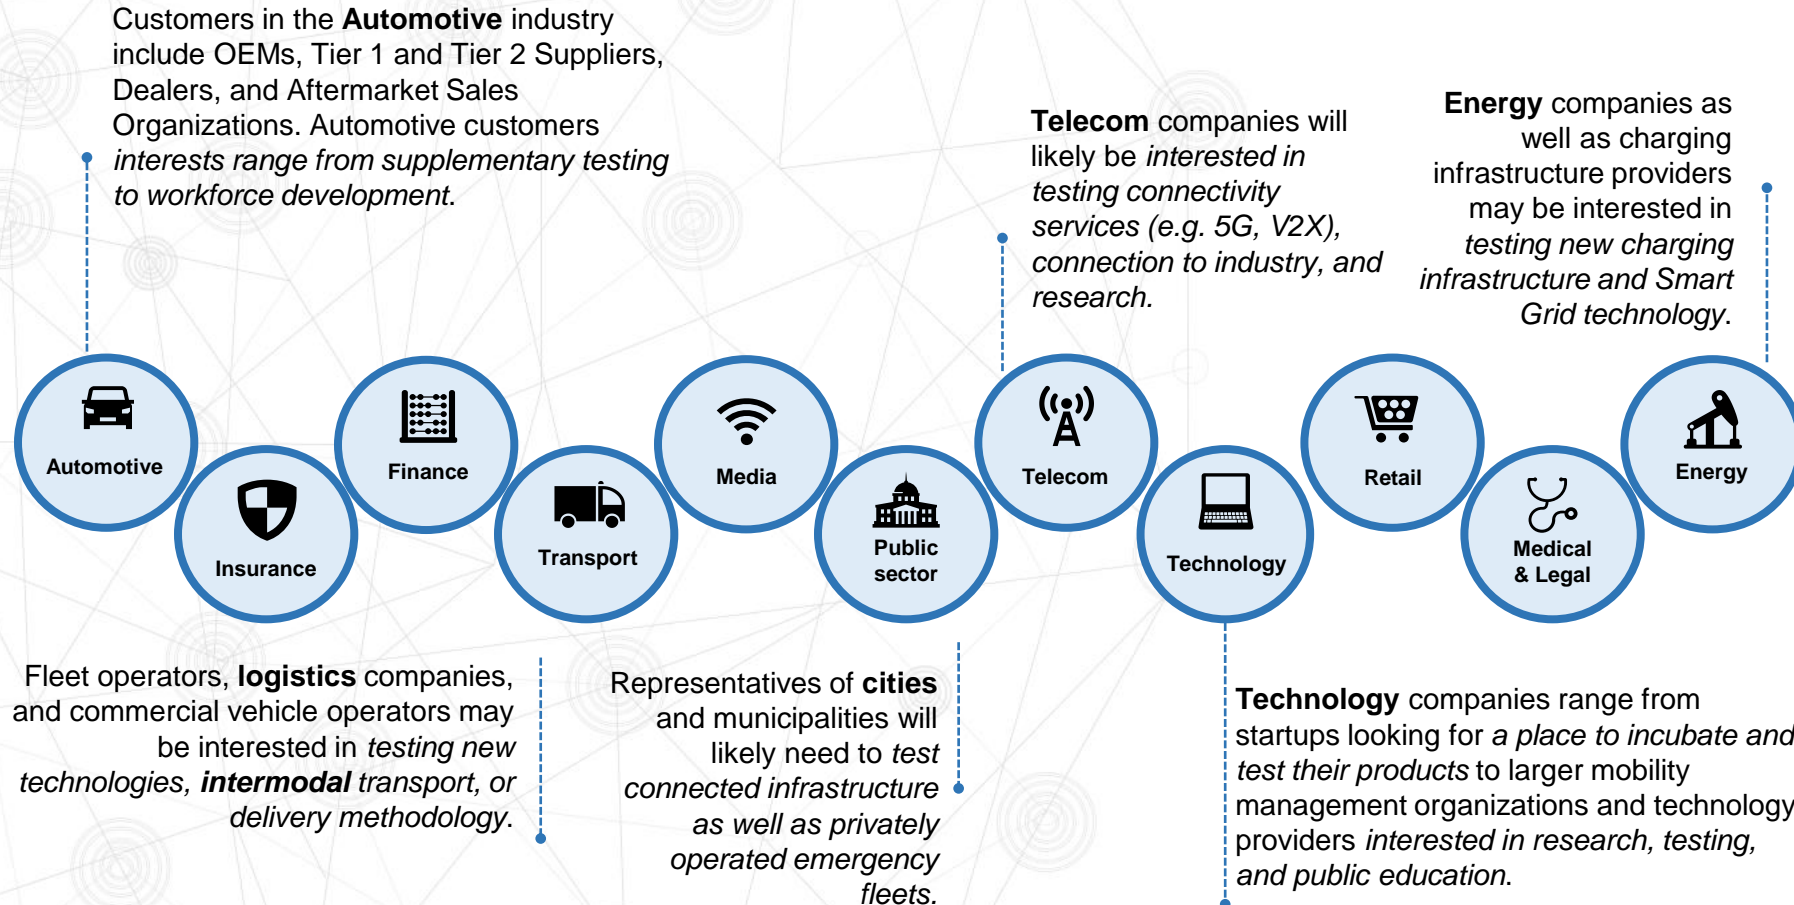 Customers in the Automotive industry
include OEMs, Tier 1 and Tier 2 Suppliers,
Dealers, and Aftermarket Sales
Organizations. Automotive customers
interests range from supplementary testing
to workforce development.
Telecom companies will
likely be interested in
testing connectivity
services (e.g. 5G, V2X),
connection to industry, and
research.
Energy companies as
well as charging
infrastructure providers
may be interested in
testing new charging
infrastructure and Smart
Grid technology.
Automotive
Insurance
Finance
Transport
Media
Public
sector
Telecom
Technology
Retail
Medical
& Legal
Energy
Fleet operators, logistics companies,
and commercial vehicle operators may
be interested in testing new
technologies, intermodal transport, or
delivery methodology.
Representatives of cities
and municipalities will
likely need to test
connected infrastructure
as well as privately
operated emergency
fleets.
Technology companies range from
startups looking for a place to incubate and
test their products to larger mobility
management organizations and technology
providers interested in research, testing,
and public education.